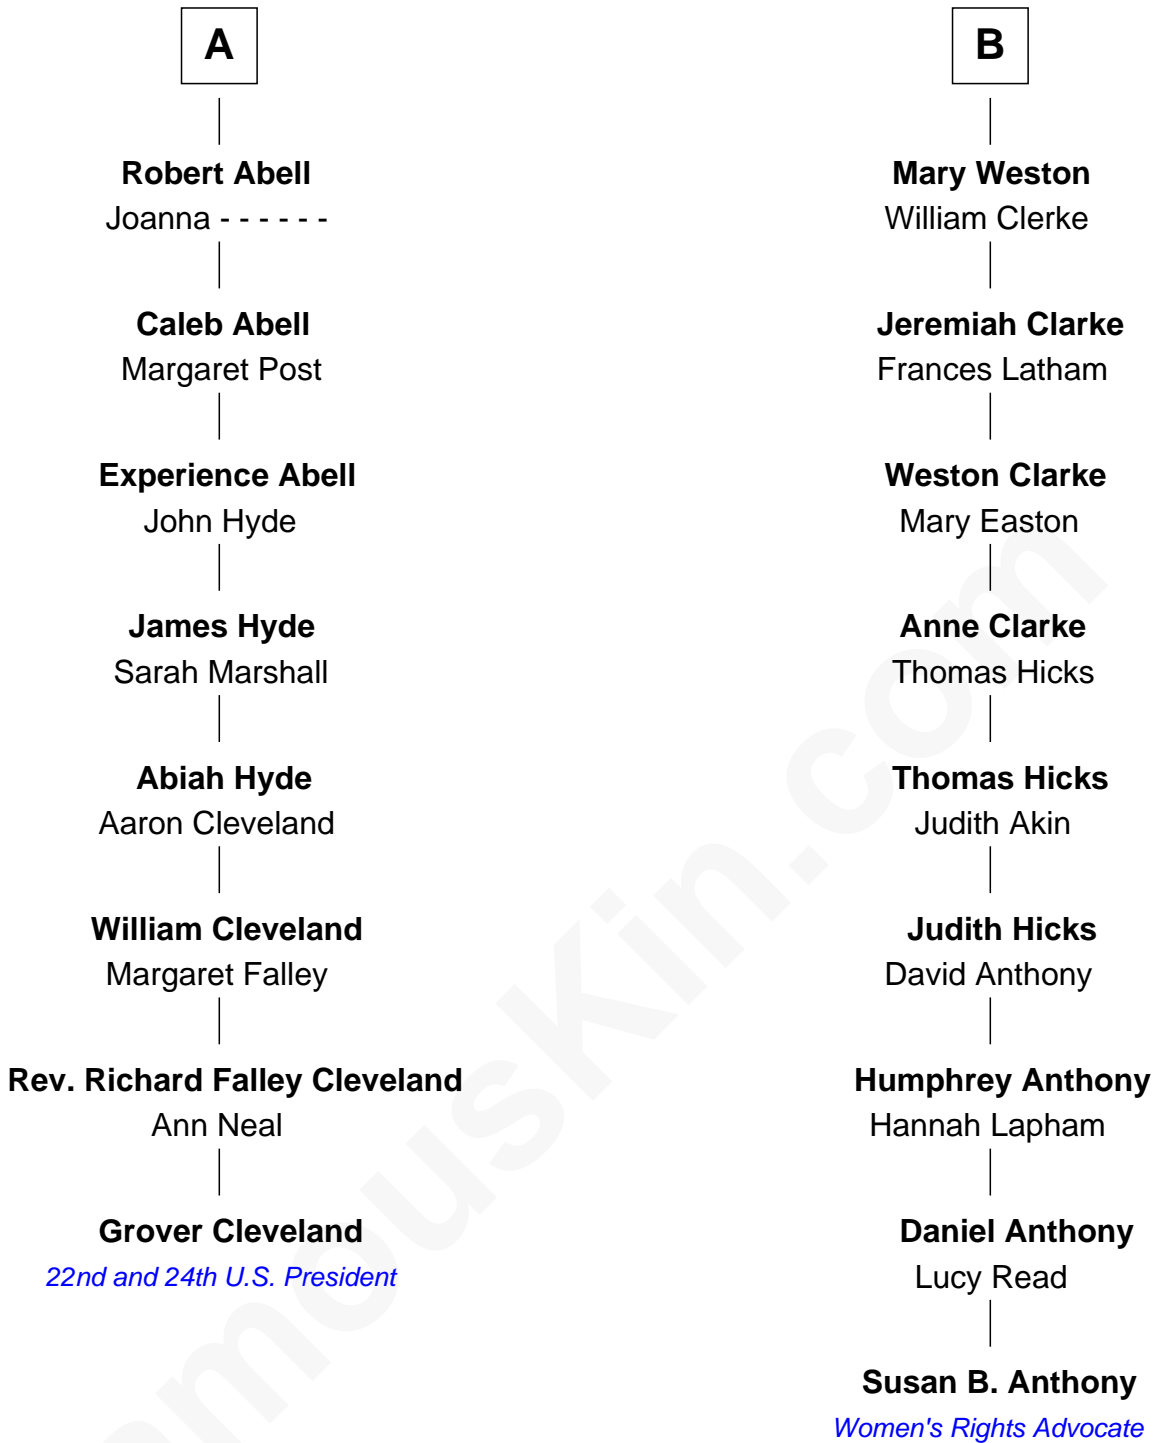 A
Robert Abell
Joanna - - - - - -
Caleb Abell
Margaret Post
Experience Abell
John Hyde
James Hyde
Sarah Marshall
Abiah Hyde
Aaron Cleveland
William Cleveland
Margaret Falley
Rev. Richard Falley Cleveland
Ann Neal
Grover Cleveland
22nd and 24th U.S. President
B
Mary Weston
William Clerke
Jeremiah Clarke
Frances Latham
Weston Clarke
Mary Easton
Anne Clarke
Thomas Hicks
Thomas Hicks
Judith Akin
Judith Hicks
David Anthony
Humphrey Anthony
Hannah Lapham
Daniel Anthony
Lucy Read
Susan B. Anthony
Women's Rights Advocate
amouskin.com